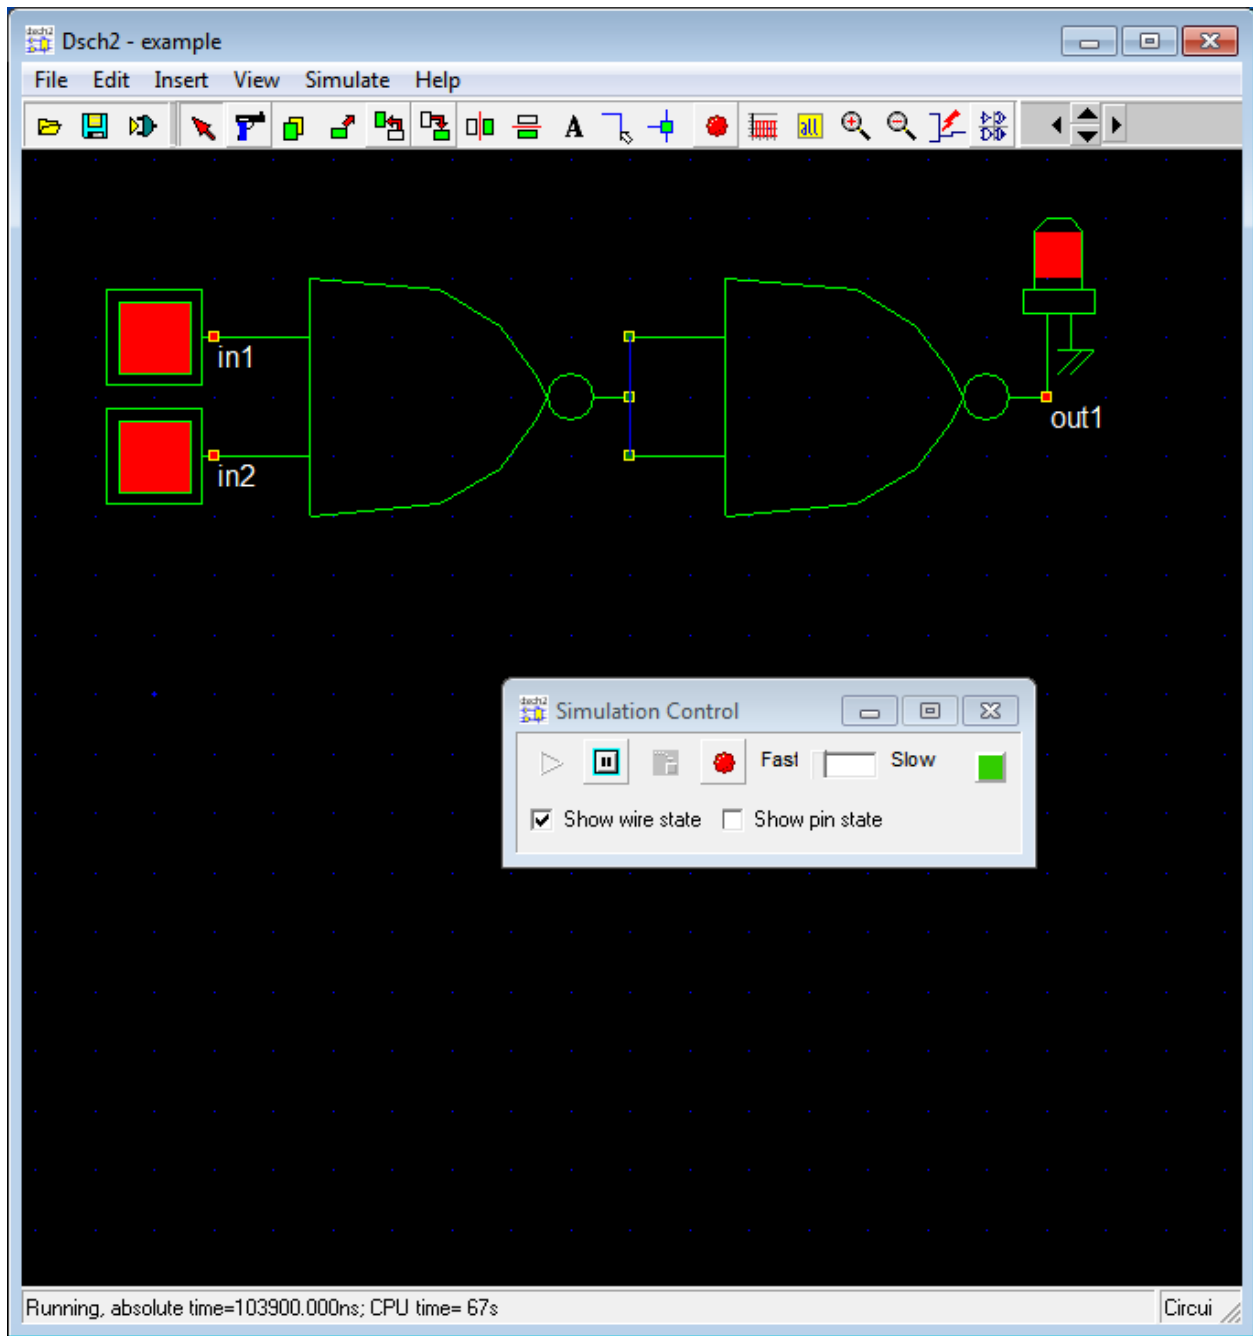 Dsch2 - example
File Edit Insert View Simulate Help
A all
in1
in2
out1
Simulation Control
Fast Slow
Show wire state Show pin state
Running, absolute time=103900.000ns; CPU time= 67s Circui